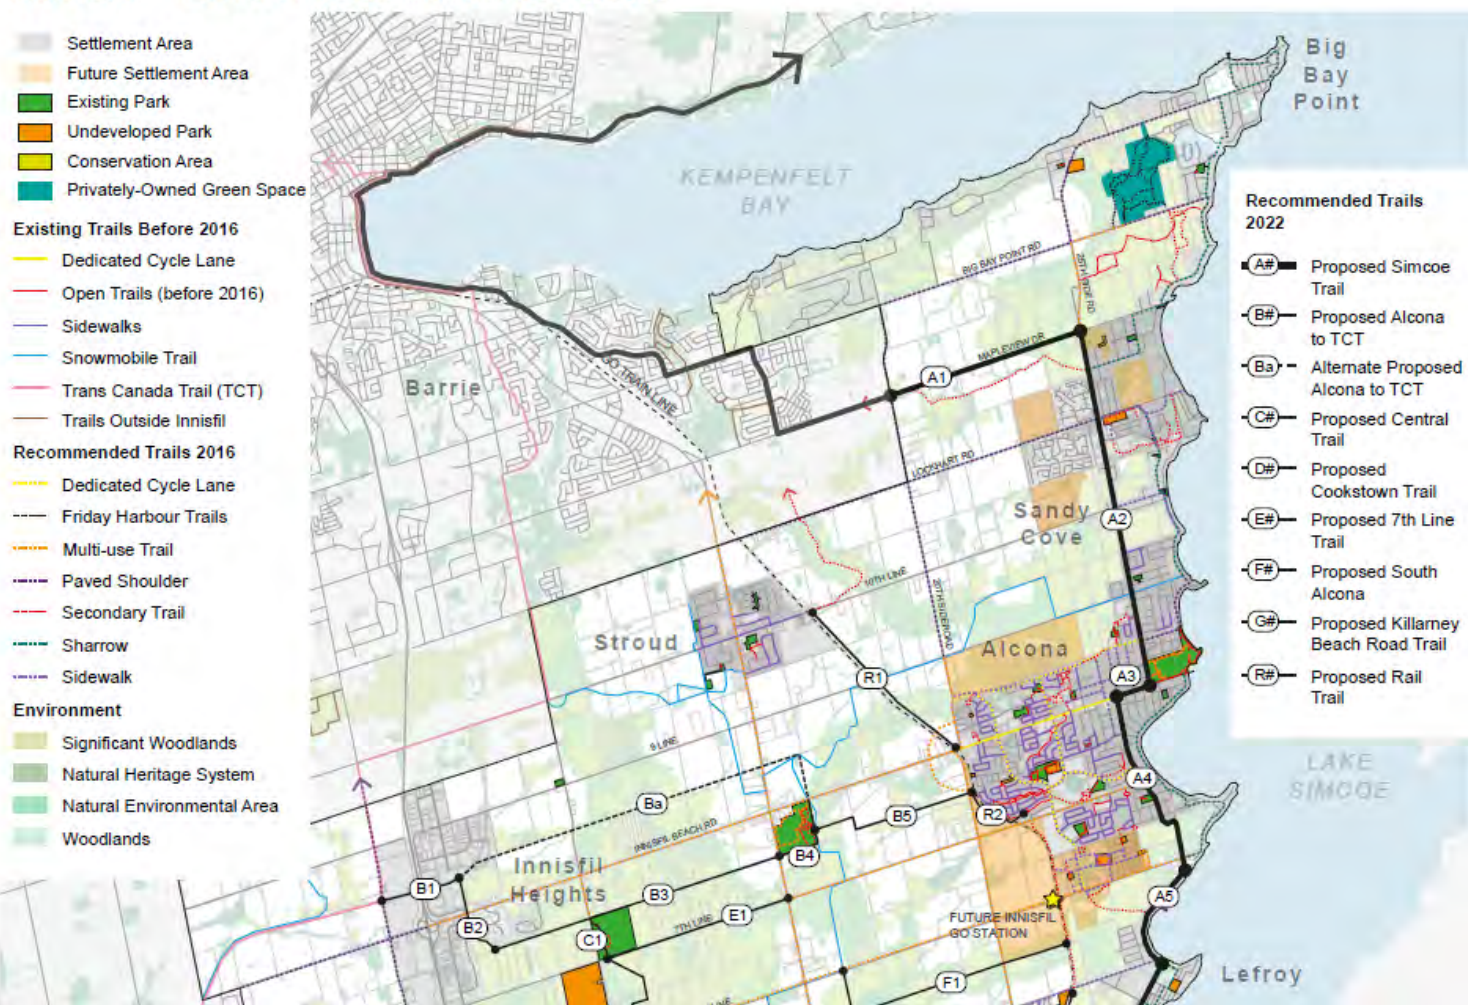 Settlement Area
Future Settlement Area
Existing Park
Undeveloped Park
Conservation Area
Privately-Owned Green Space
Existing Trails Before 2016
Dedicated Cycle Lane
Open Trails (before 2016)
Sidewalks
Snowmobile Trail
Trans Canada Trail (TCT)
Trails Outside Innisfil
Recommended Trails 2016
Dedicated Cycle Lane
Friday Harbour Trails
Multi-use Trail
Paved Shoulder
Secondary Trail
Sharrow
Sidewalk
Environment
Significant Woodlands
Natural Heritage System
Natural Environmental Area
Woodlands
Big
Bay
Point
KEMPENFELT
BAY
BIG BAY POINT RD
25TH SIDE RD
MAPLEVIEW DR
A1
Barrie
GO TRAIN LINE
LOCKHART RD
Sandy
Cove
A2
10TH LINE
20TH SIDEROAD
Stroud
Alcona
R1
A3
9 LINE
A4
LAKE
SIMCOE
Ba
INNISFIL BEACH RD
B5
R2
B4
Innisfil
Heights
B1
B3
A5
B2
E1
7TH LINE
C1
FUTURE INNISFIL
GO STATION
F1
Lefroy
LINE
Recommended Trails
2022
A#
Proposed Simcoe
Trail
B#
Proposed Alcona
to TCT
Ba
Alternate Proposed
Alcona to TCT
C#
Proposed Central
Trail
D#
Proposed
Cookstown Trail
E#
Proposed 7th Line
Trail
F#
Proposed South
Alcona
G#
Proposed Killarney
Beach Road Trail
R#
Proposed Rail
Trail